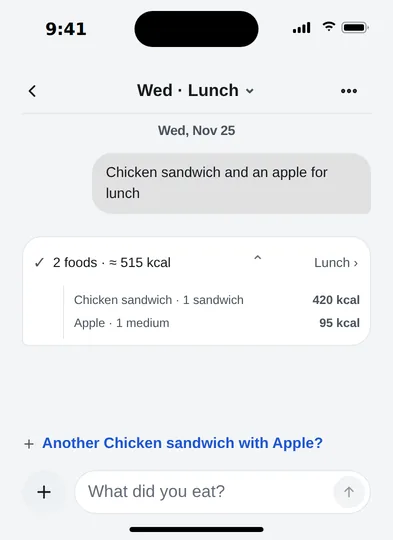 9:41
Wed · Lunch
Wed, Nov 25
Chicken sandwich and an apple for
lunch
✓ 2 foods · ≈ 515 kcal Lunch ›
Chicken sandwich · 1 sandwich 420 kcal
Apple · 1 medium 95 kcal
+ Another Chicken sandwich with Apple?
What did you eat?